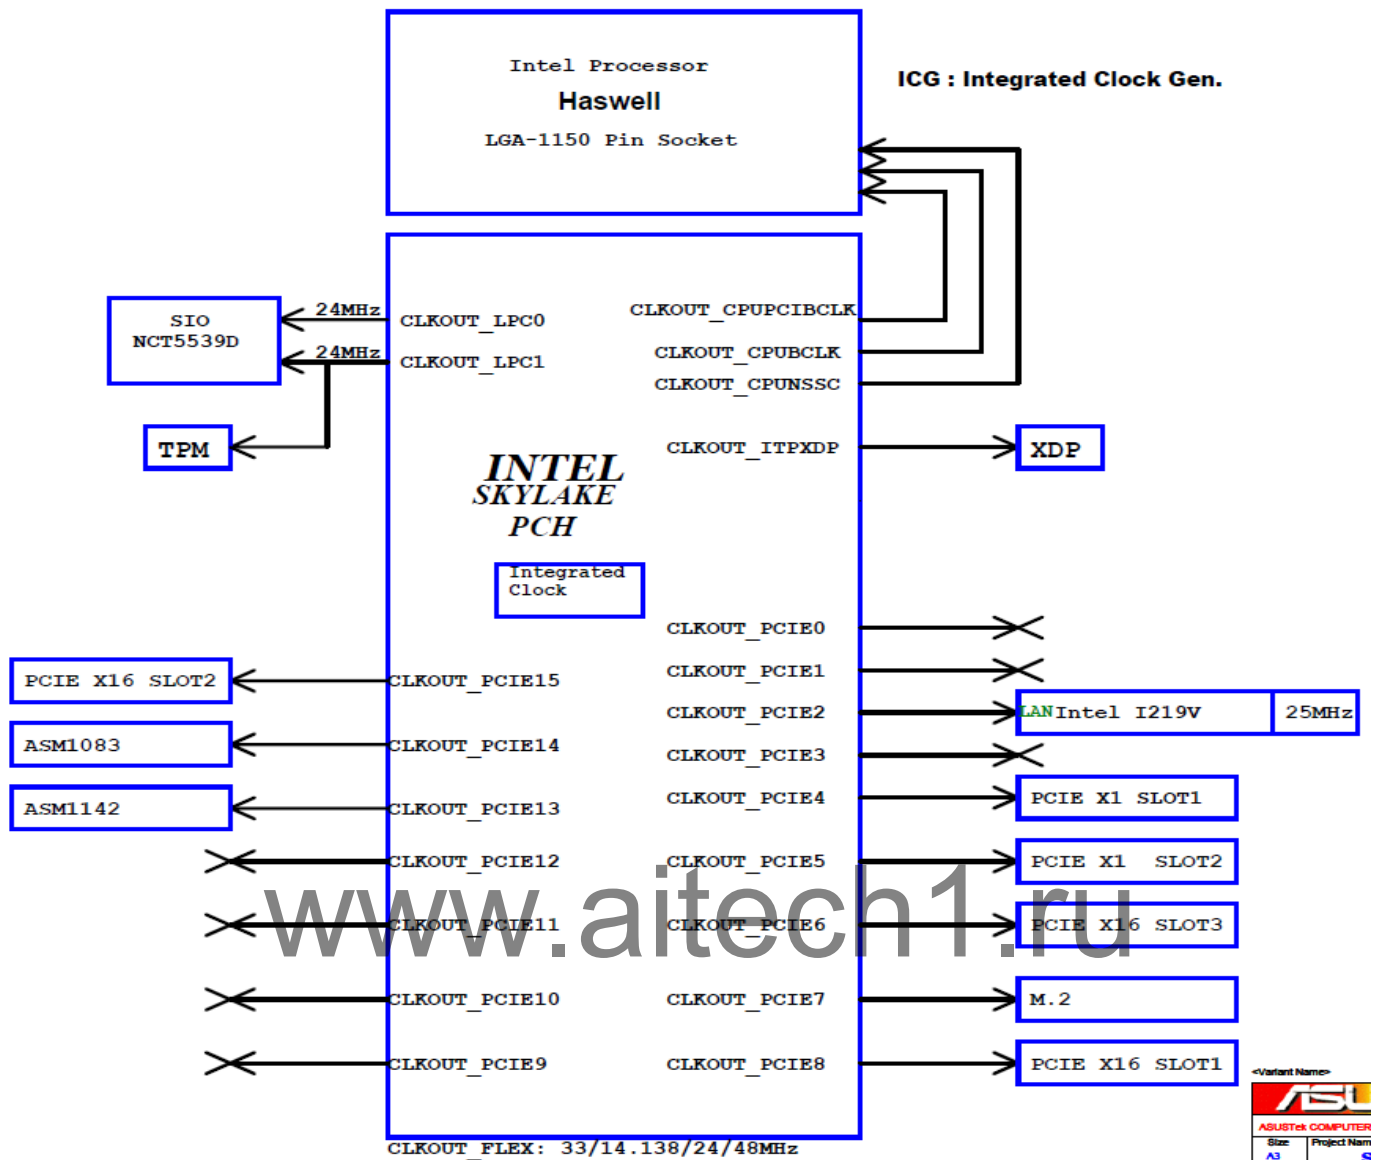 Intel Processor
Haswell
LGA-1150 Pin Socket
ICG : Integrated Clock Gen.
SIO
NCT5539D
24MHz
CLKOUT_LPC0
24MHz
CLKOUT_LPC1
TPM
CLKOUT_CPUPCIBCLK
CLKOUT_CPUBCLK
CLKOUT_CPUNSSC
CLKOUT_ITPXDP
XDP
INTEL
SKYLAKE
PCH
Integrated
Clock
PCIE X16 SLOT2
CLKOUT_PCIE15
ASM1083
CLKOUT_PCIE14
ASM1142
CLKOUT_PCIE13
CLKOUT_PCIE12
CLKOUT_PCIE11
CLKOUT_PCIE10
CLKOUT_PCIE9
CLKOUT_PCIE0
CLKOUT_PCIE1
CLKOUT_PCIE2
LAN Intel I219V
25MHz
CLKOUT_PCIE3
CLKOUT_PCIE4
PCIE X1 SLOT1
CLKOUT_PCIE5
PCIE X1 SLOT2
CLKOUT_PCIE6
PCIE X16 SLOT3
CLKOUT_PCIE7
M.2
CLKOUT_PCIE8
PCIE X16 SLOT1
www.aitech1.ru
CLKOUT_FLEX: 33/14.138/24/48MHz
<Variant Name>
ASUSTek COMPUTER
Size
A3
Project Nam